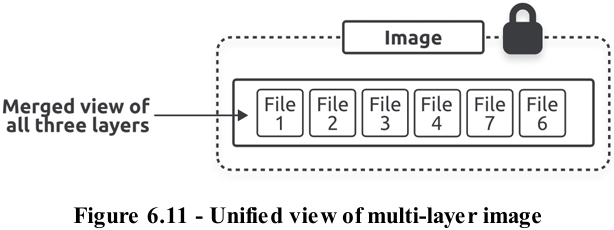 Image
Merged view of
all three layers
File
1
File
2
File
3
File
4
File
7
File
6
Figure 6.11 - Unified view of multi-layer image